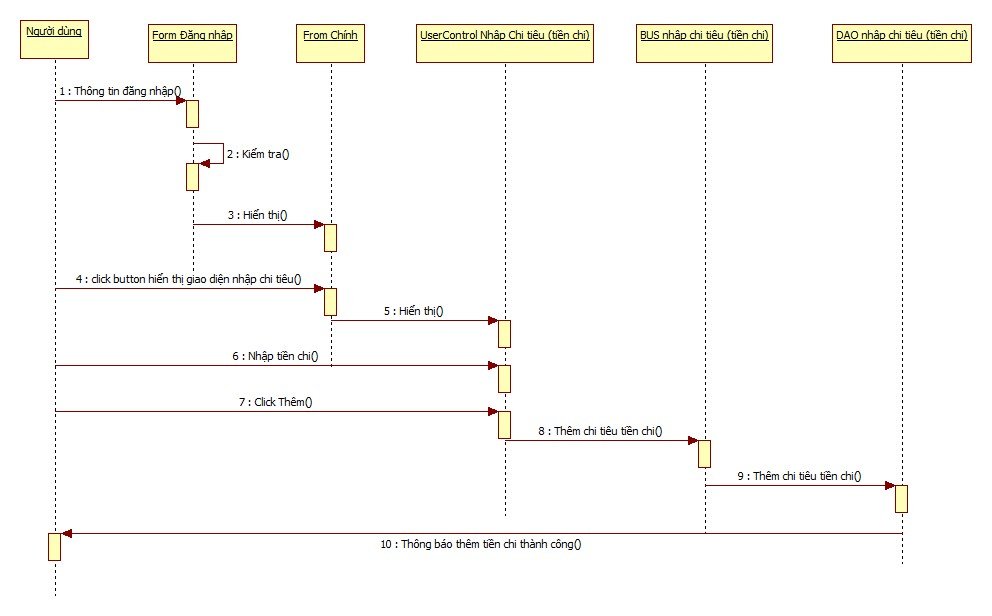 Người dùng
Form Đăng nhập
From Chính
UserControl Nhập Chi tiêu (tiền chi)
BUS nhập chi tiêu (tiền chi)
DAO nhập chi tiêu (tiền chi)
1 : Thông tin đăng nhập()
2 : Kiểm tra()
3 : Hiển thị()
4 : click button hiển thị giao diện nhập chi tiêu()
5 : Hiển thị()
6 : Nhập tiền chi()
7 : Click Thêm()
8 : Thêm chi tiêu tiền chi()
9 : Thêm chi tiêu tiền chi()
10 : Thông báo thêm tiền chi thành công()